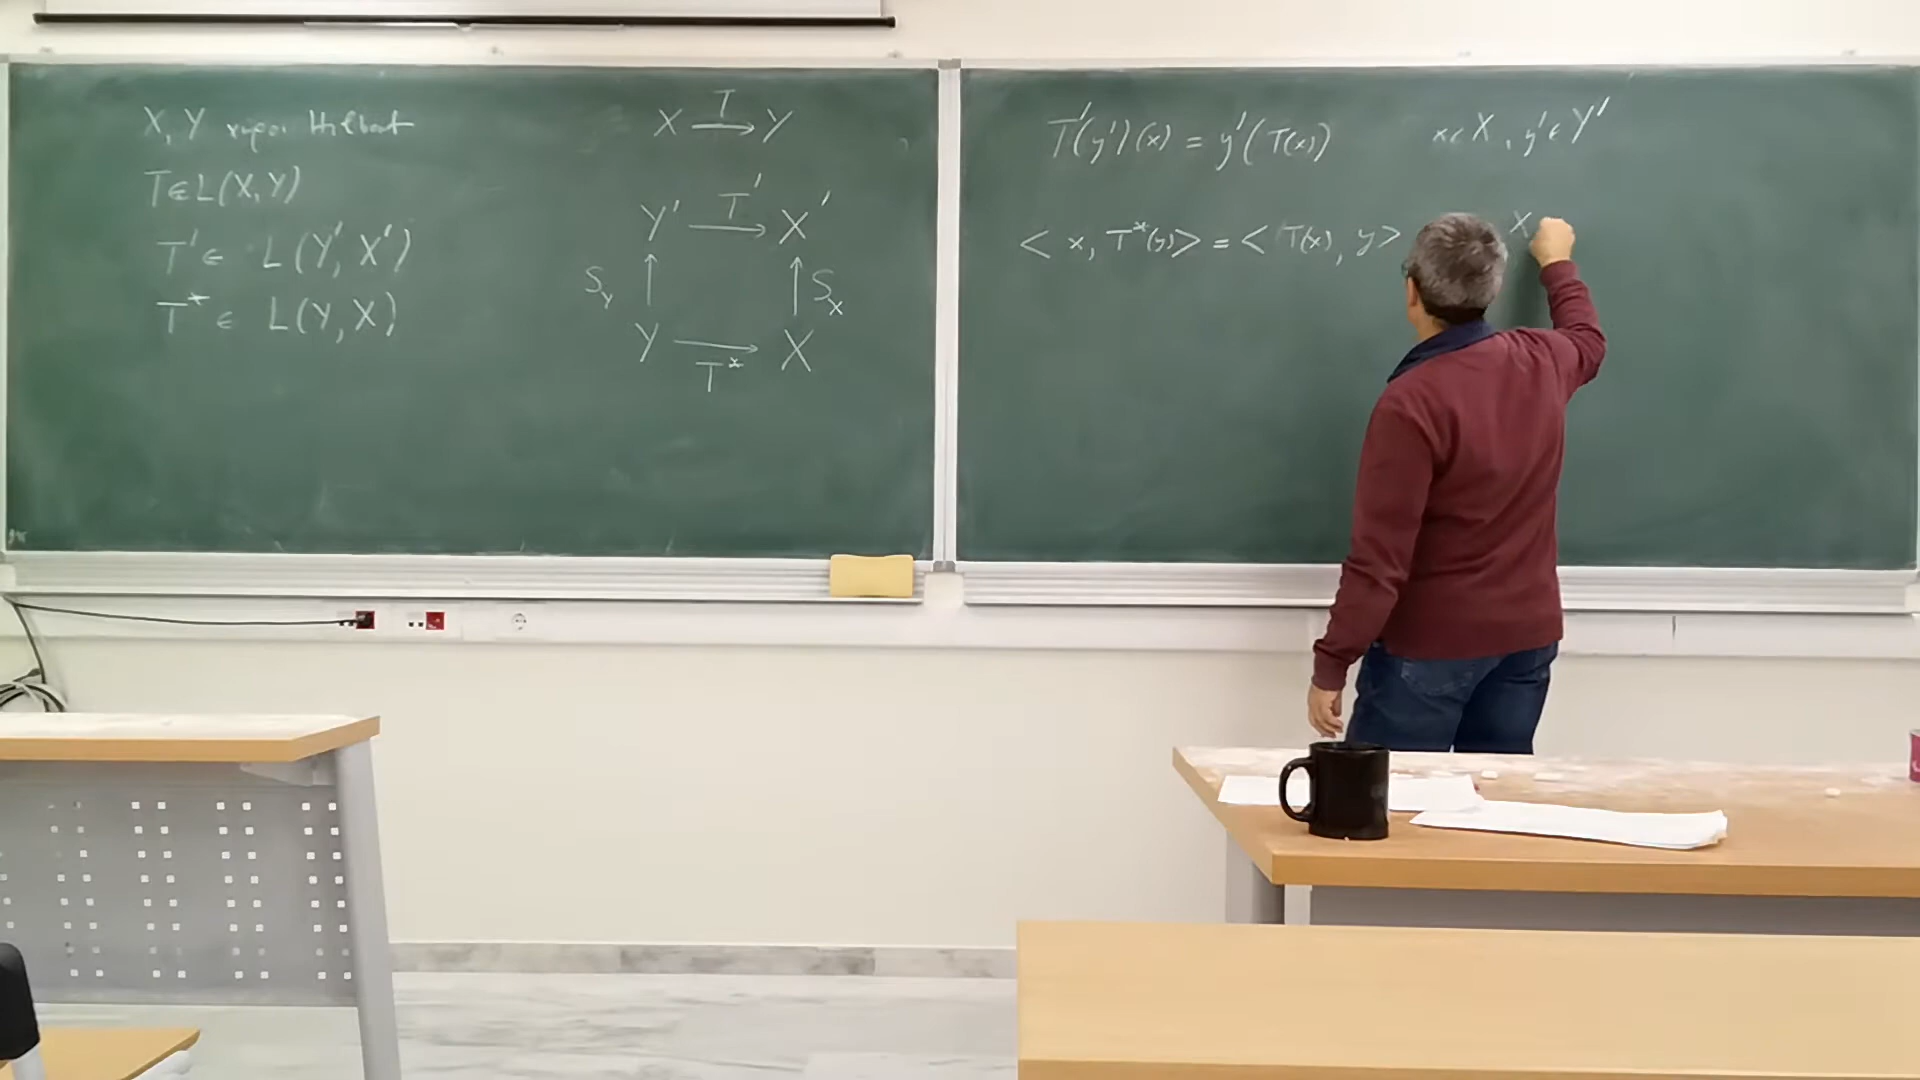 X, Y χώροι Hilbert
T ∈ L(X, Y)
T' ∈ L(Y', X')
T* ∈ L(Y, X)
X —T→ Y
Y' —T'→ X'
S_Y ↑ ↑ S_X
Y —T*→ X
T'(y')(x) = y'(T(x)) x ∈ X, y' ∈ Y'
< x, T*(y) > = < T(x), y > X